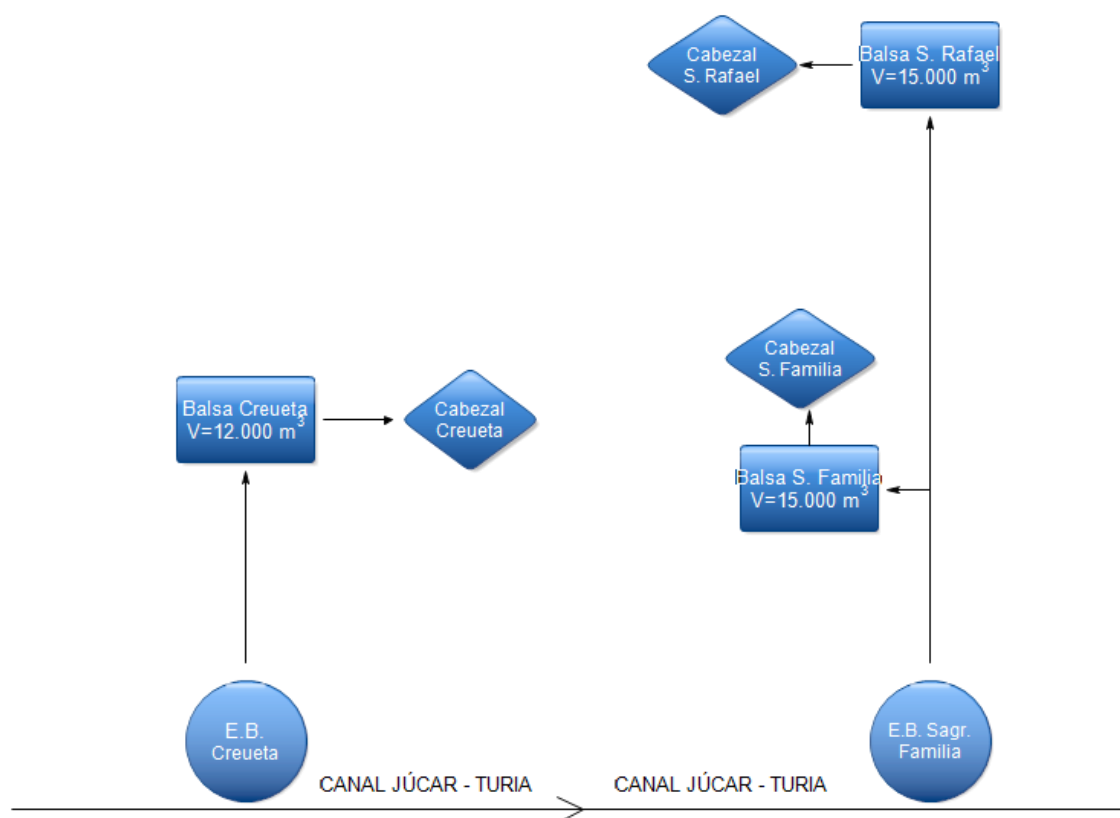 Cabezal
S. Rafael
Balsa S. Rafael
V=15.000 m³
Cabezal
S. Familia
Balsa Creueta
V=12.000 m³
Cabezal
Creueta
Balsa S. Familia
V=15.000 m³
E.B.
Creueta
E.B. Sagr.
Familia
CANAL JÚCAR - TURIA
CANAL JÚCAR - TURIA